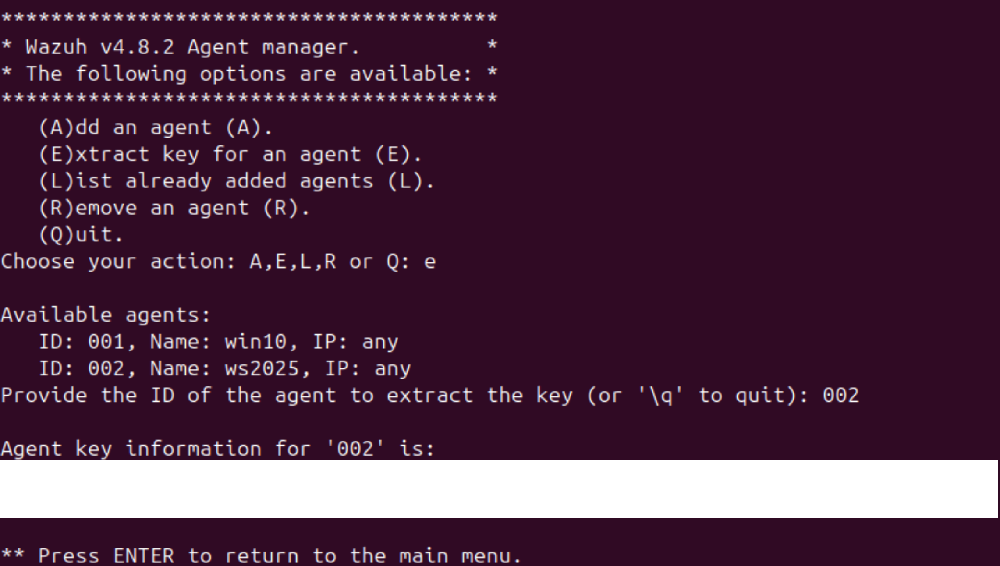 ****************************************
* Wazuh v4.8.2 Agent manager.          *
* The following options are available: *
****************************************
   (A)dd an agent (A).
   (E)xtract key for an agent (E).
   (L)ist already added agents (L).
   (R)emove an agent (R).
   (Q)uit.
Choose your action: A,E,L,R or Q: e

Available agents:
   ID: 001, Name: win10, IP: any
   ID: 002, Name: ws2025, IP: any
Provide the ID of the agent to extract the key (or '\q' to quit): 002

Agent key information for '002' is:

** Press ENTER to return to the main menu.